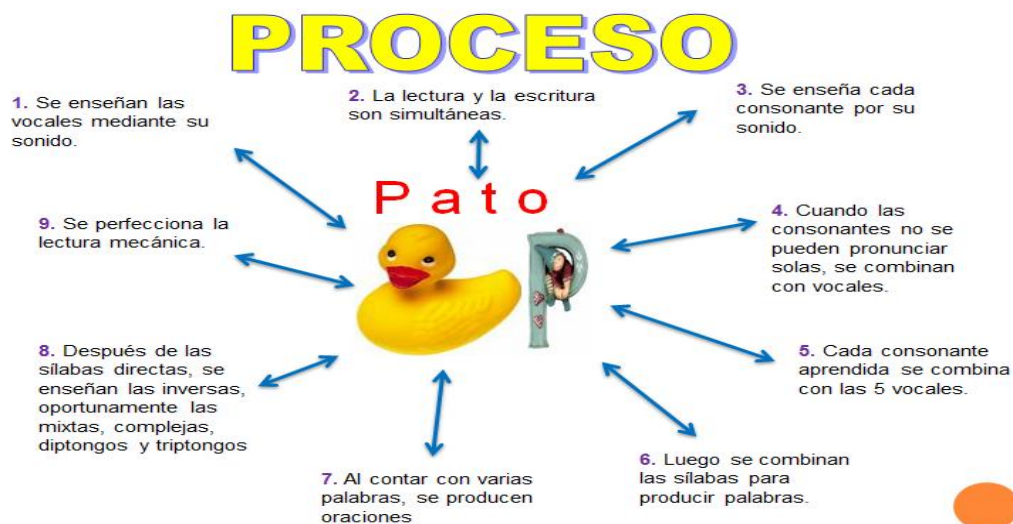 PROCESO
1. Se enseñan las
vocales mediante su
sonido.
2. La lectura y la escritura
son simultáneas.
3. Se enseña cada
consonante por su
sonido.
Pato
9. Se perfecciona la
lectura mecánica.
4. Cuando las
consonantes no se
pueden pronunciar
solas, se combinan
con vocales.
P
8. Después de las
sílabas directas, se
enseñan las inversas,
oportunamente las
mixtas, complejas,
diptongos y triptongos
5. Cada consonante
aprendida se combina
con las 5 vocales.
7. Al contar con varias
palabras, se producen
oraciones
6. Luego se combinan
las sílabas para
producir palabras.